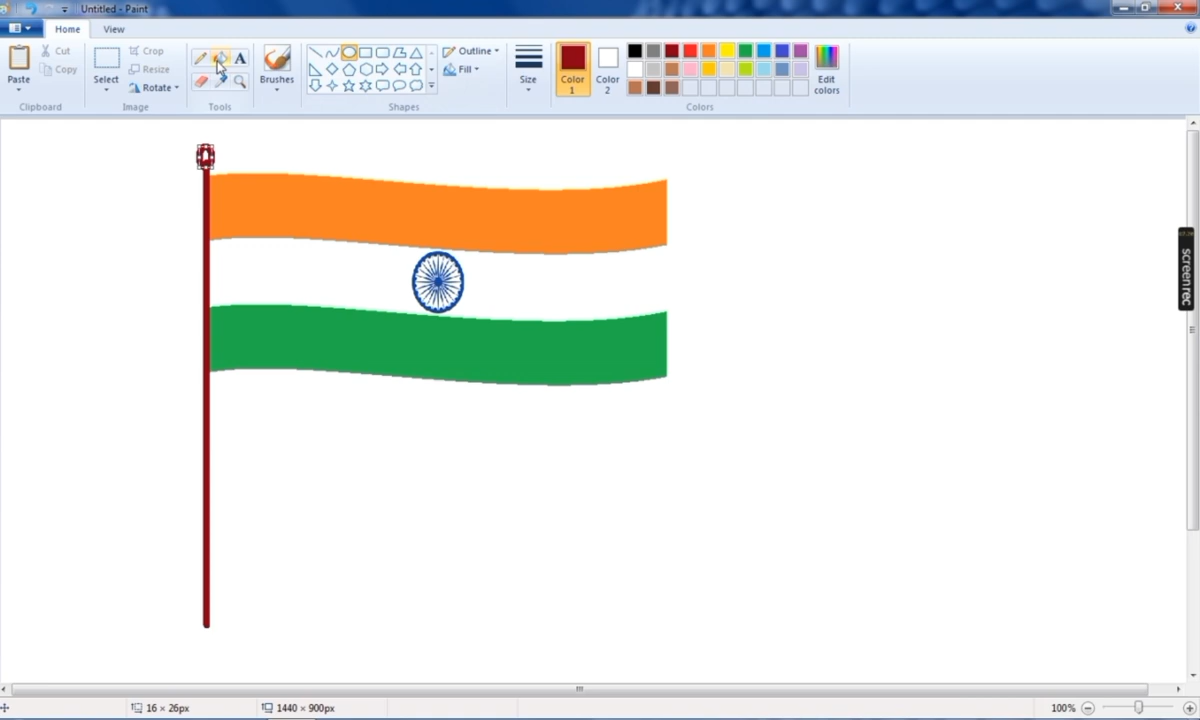 Untitled - Paint
Home View
Paste
Cut
Copy
Clipboard
Select
Crop
Resize
Rotate
Image
A
Tools
Brushes
Outline
Fill
Shapes
Size
Color 1
Color 2
Edit colors
Colors
screenrec
16 × 26px
1440 × 900px
100%